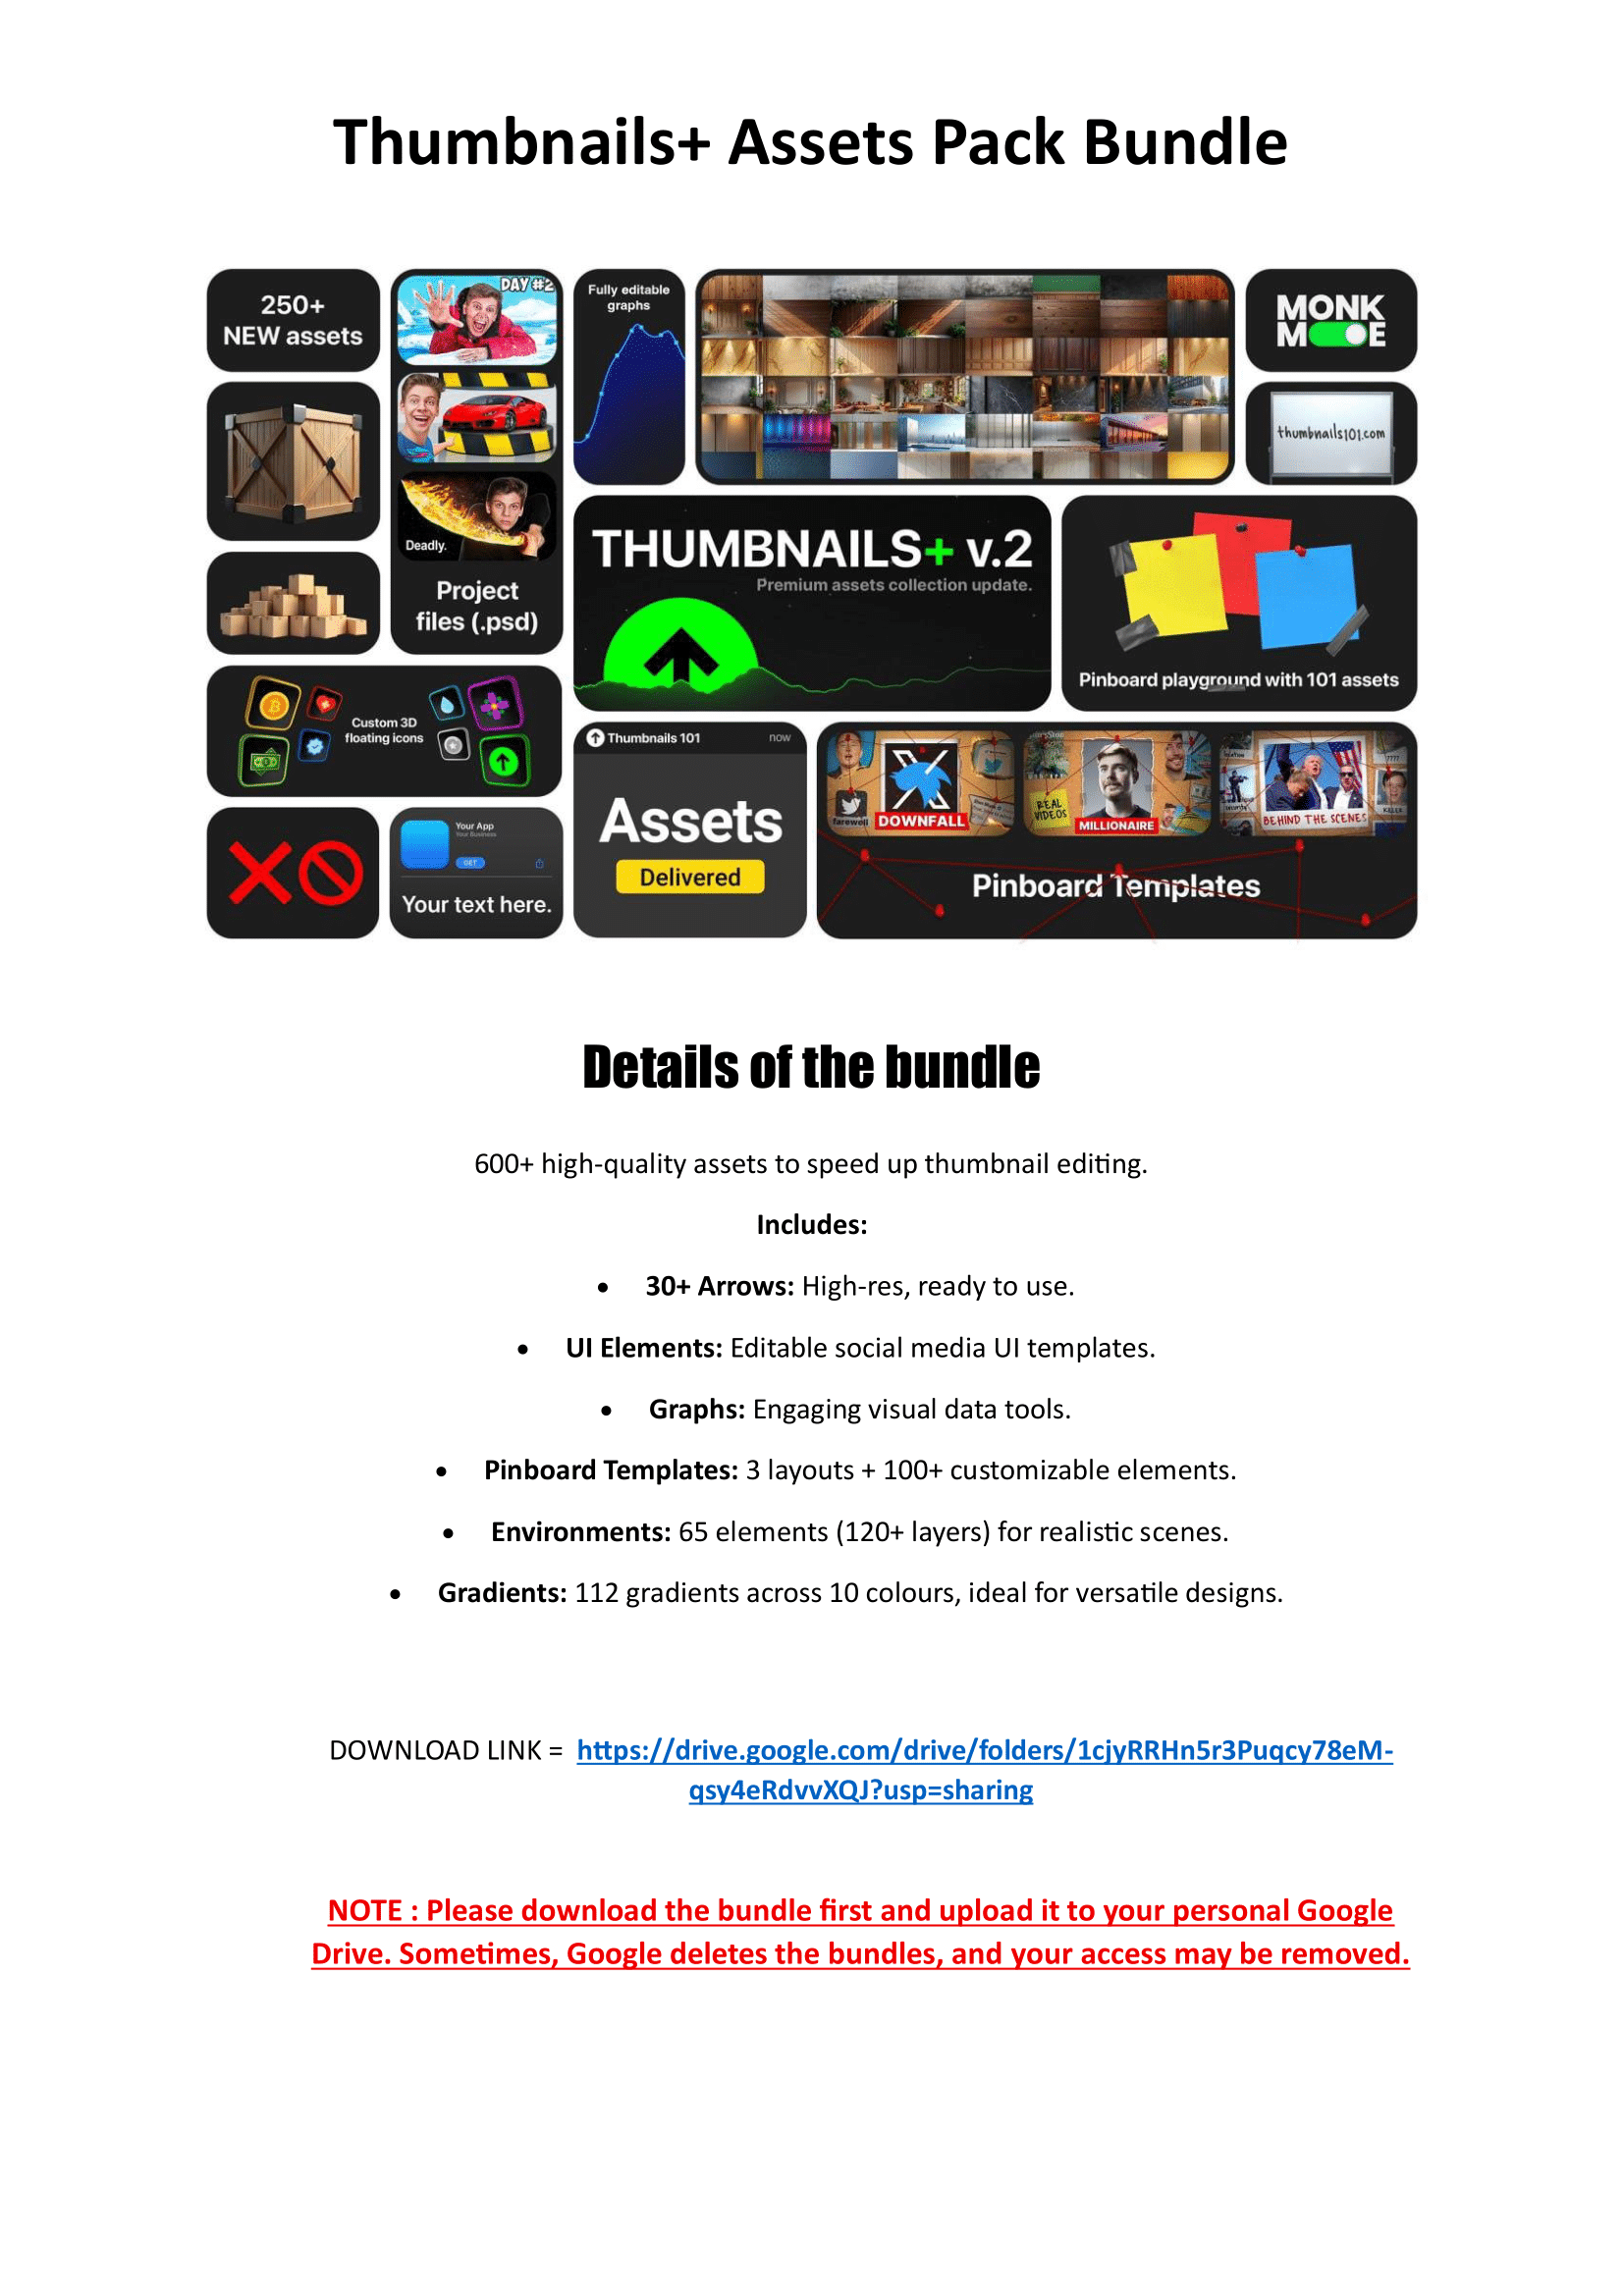 Thumbnails+ Assets Pack Bundle
250+
NEW assets
DAY #2
Deadly.
Project
files (.psd)
Fully editable
graphs
MONK
M E
thumbnails101.com
THUMBNAILS+ v.2
Premium assets collection update.
Pinboard playground with 101 assets
Custom 3D
floating icons
Your App
Your Business
GET
Your text here.
Thumbnails 101
now
Assets
Delivered
farewell
DOWNFALL
REAL
VIDEOS
MILLIONAIRE
????
BEHIND THE SCENES
Pinboard Templates
Details of the bundle
600+ high-quality assets to speed up thumbnail editing.
Includes:
• 30+ Arrows: High-res, ready to use.
• UI Elements: Editable social media UI templates.
• Graphs: Engaging visual data tools.
• Pinboard Templates: 3 layouts + 100+ customizable elements.
• Environments: 65 elements (120+ layers) for realistic scenes.
• Gradients: 112 gradients across 10 colours, ideal for versatile designs.
DOWNLOAD LINK = https://drive.google.com/drive/folders/1cjyRRHn5r3Puqcy78eM-
qsy4eRdvvXQJ?usp=sharing
NOTE : Please download the bundle first and upload it to your personal Google
Drive. Sometimes, Google deletes the bundles, and your access may be removed.